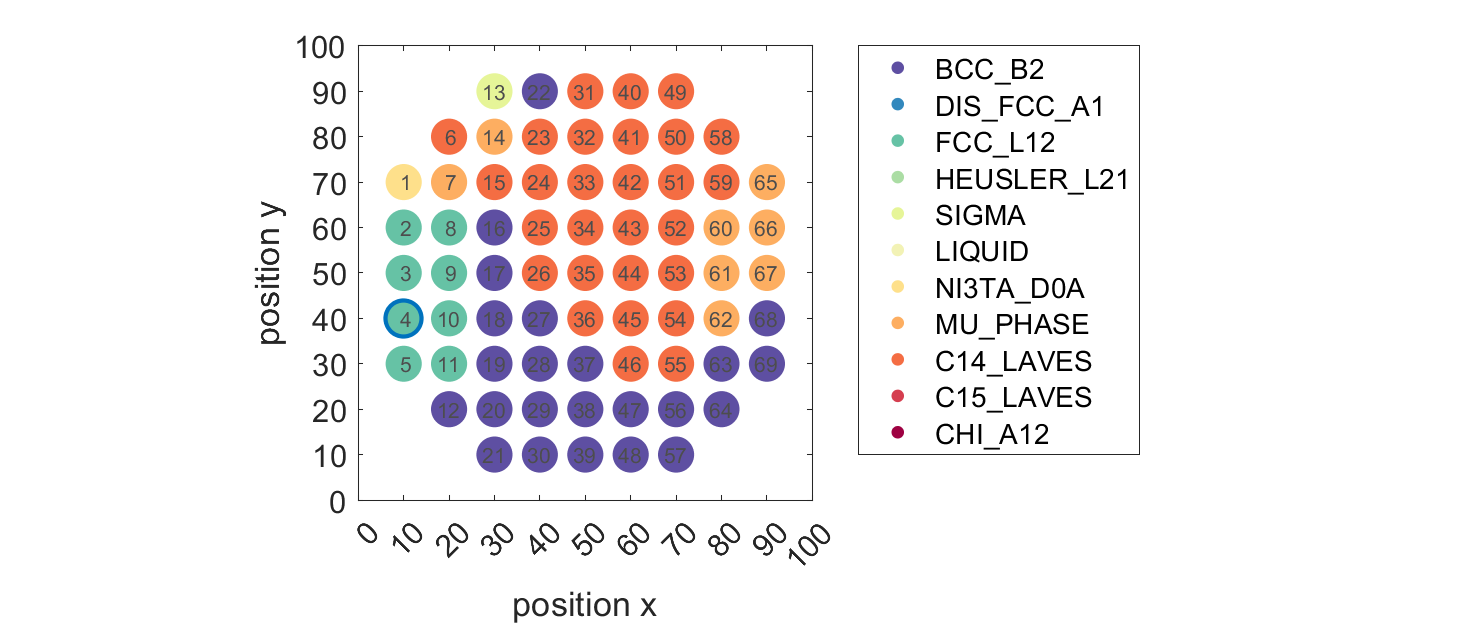 100
90 13 22 31 40 49
80 6 14 23 32 41 50 58
70 1 7 15 24 33 42 51 59 65
60 2 8 16 25 34 43 52 60 66
50 3 9 17 26 35 44 53 61 67
40 4 10 18 27 36 45 54 62 68
30 5 11 19 28 37 46 55 63 69
20 12 20 29 38 47 56 64
10 21 30 39 48 57
0
0 10 20 30 40 50 60 70 80 90 100
position x
position y
BCC_B2
DIS_FCC_A1
FCC_L12
HEUSLER_L21
SIGMA
LIQUID
NI3TA_D0A
MU_PHASE
C14_LAVES
C15_LAVES
CHI_A12